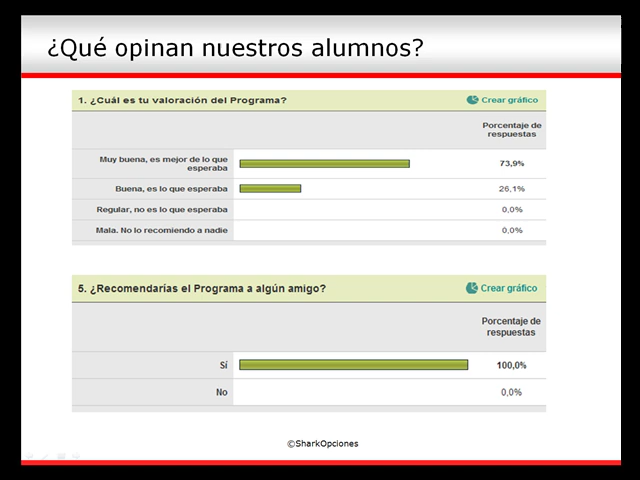 ¿Qué opinan nuestros alumnos?
1. ¿Cuál es tu valoración del Programa?
Crear gráfico
Porcentaje de
respuestas
Muy buena, es mejor de lo que
esperaba
73,9%
Buena, es lo que esperaba
26,1%
Regular, no es lo que esperaba
0,0%
Mala. No lo recomiendo a nadie
0,0%
5. ¿Recomendarías el Programa a algún amigo?
Crear gráfico
Porcentaje de
respuestas
Sí
100,0%
No
0,0%
©SharkOpciones